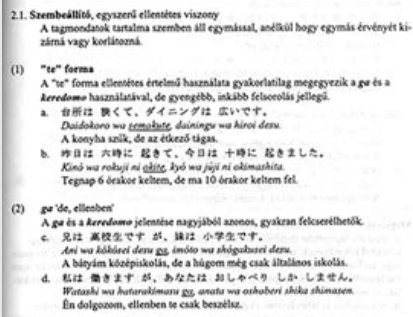 2.1. Szembeállító, egyszerű ellentétes viszony
A tagmondatok tartalma szemben áll egymással, anélkül hogy egymás érvényét ki-
zárná vagy korlátozná.
(1) "te" forma
A "te" forma ellentétes értelmű használata gyakorlatilag megegyezik a ga és a
keredomo használatával, de gyengébb, inkább felsorolás jellegű.
a. 台所は 狭くて、ダイニングは 広いです。
Daidokoro wa semakute, dainingu wa hiroi desu.
A konyha szűk, de az étkező tágas.
b. 昨日は 六時に 起きて、今日は 十時に 起きました。
Kinō wa rokuji ni okite, kyō wa jūji ni okimashita.
Tegnap 6 órakor keltem, de ma 10 órakor keltem fel.
(2) ga 'de, ellenben'
A ga és a keredomo jelentése nagyjából azonos, gyakran felcserélhetők.
c. 兄は 高校生です が、妹は 小学生です。
Ani wa kōkōsei desu ga, imōto wa shōgakusei desu.
A bátyám középiskolás, de a húgom még csak általános iskolás.
d. 私は 働きます が、あなたは おしゃべり しか しません。
Watashi wa hatarakimasu ga, anata wa oshaberi shika shimasen.
Én dolgozom, ellenben te csak beszélsz.